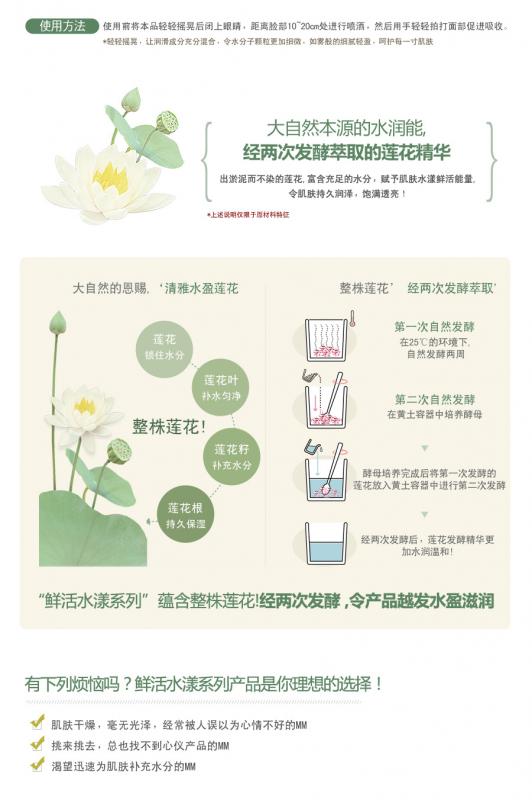 使用方法 使用前将本品轻轻摇晃后闭上眼睛，距离脸部10~20cm处进行喷洒，然后用手轻轻拍打面部促进吸收。
*轻轻摇晃，让润滑成分充分混合，令水分子颗粒更加细微，如雾般的细腻轻盈，呵护每一寸肌肤
大自然本源的水润能,
经两次发酵萃取的莲花精华
出淤泥而不染的莲花,富含充足的水分，赋予肌肤水漾鲜活能量,
令肌肤持久润泽，饱满透亮！
*上述说明仅限于原材料特征
大自然的恩赐,‘清雅水盈莲花
莲花
锁住水分
莲花叶
补水匀净
整株莲花!
莲花籽
补充水分
莲花根
持久保湿
整株莲花’ 经两次发酵萃取’
第一次自然发酵
在25℃的环境下,
自然发酵两周
第二次自然发酵
在黄土容器中培养酵母
酵母培养完成后将第一次发酵的
莲花放入黄土容器中进行第二次发酵
经两次发酵后，莲花发酵精华更
加水润温和!
“鲜活水漾系列”蕴含整株莲花!经两次发酵,令产品越发水盈滋润
有下列烦恼吗？鲜活水漾系列产品是你理想的选择！
肌肤干燥，毫无光泽，经常被人误以为心情不好的MM
挑来挑去，总也找不到心仪产品的MM
渴望迅速为肌肤补充水分的MM